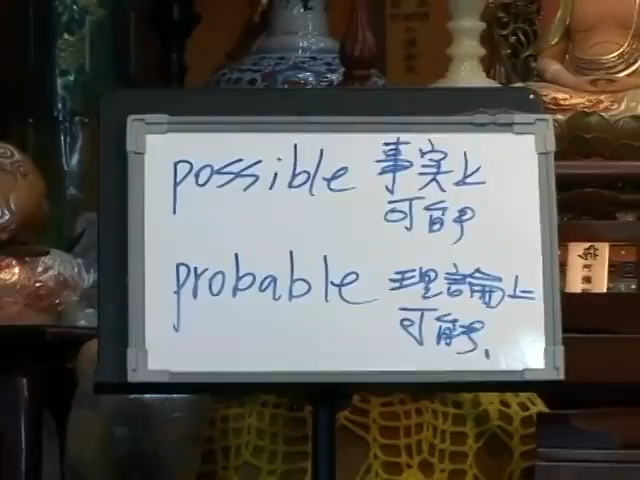 possible 事実上
可能
probable 理論上
可能.